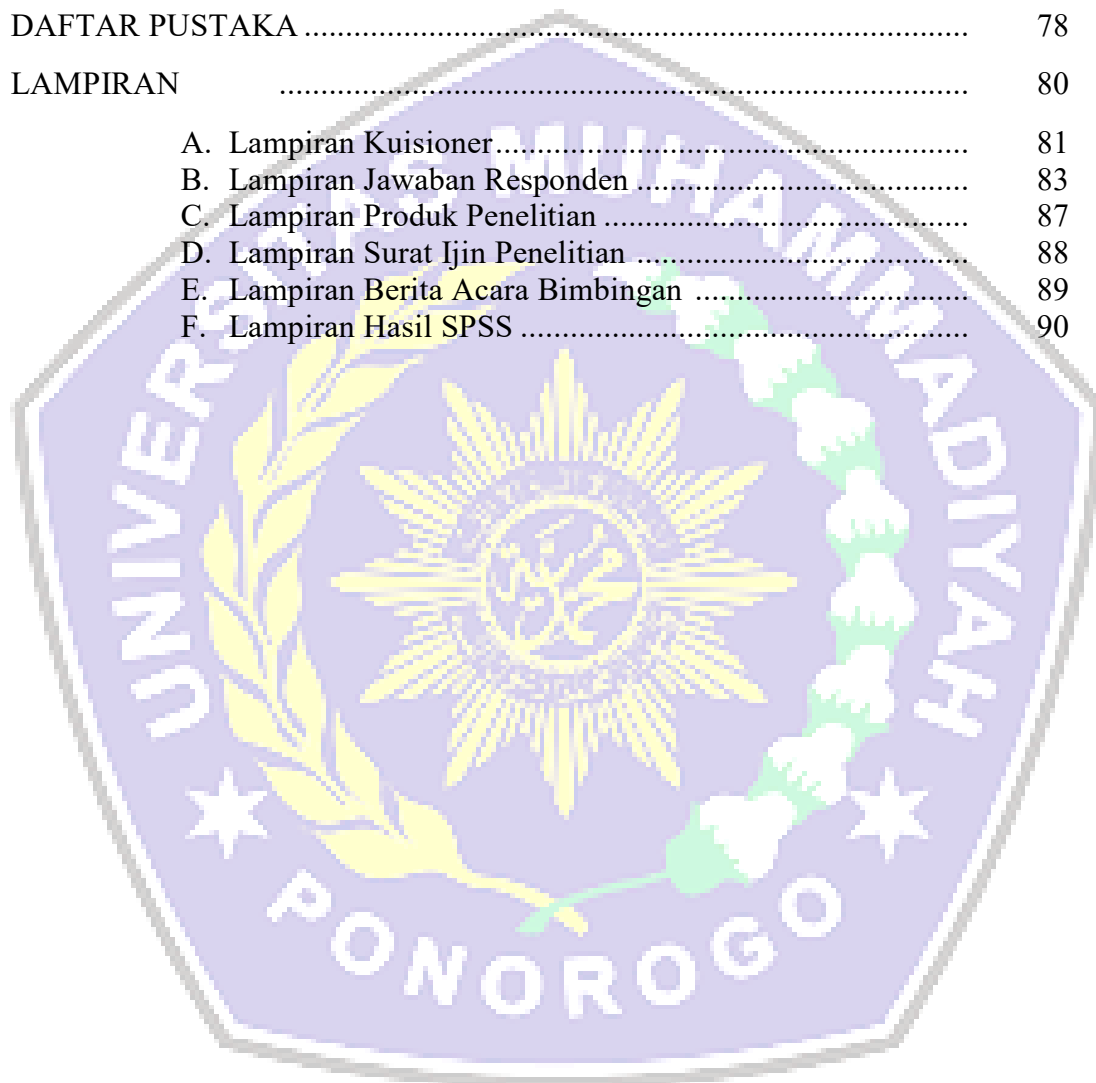 DAFTAR PUSTAKA ................................................................................... 78
LAMPIRAN ...................................................................................... 80
A. Lampiran Kuisioner ........................................................... 81
B. Lampiran Jawaban Responden .......................................... 83
C. Lampiran Produk Penelitian .............................................. 87
D. Lampiran Surat Ijin Penelitian .......................................... 88
E. Lampiran Berita Acara Bimbingan ................................... 89
F. Lampiran Hasil SPSS ........................................................ 90
UNIVERSITAS MUHAMMADIYAH
PONOROGO